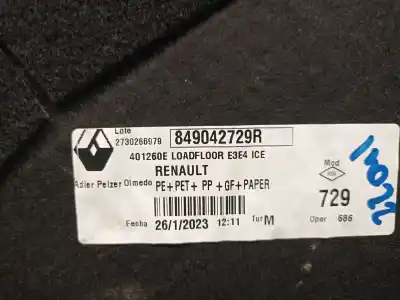 Lote
2730266979
849042729R
401260E LOADFLOOR E3E4 ICE
RENAULT
Adler Pelzer Olmedo
PE+PET+ PP +GF+PAPER
Mod
729
Fecha 26/1/2023 12:11 Tur M Oper 686